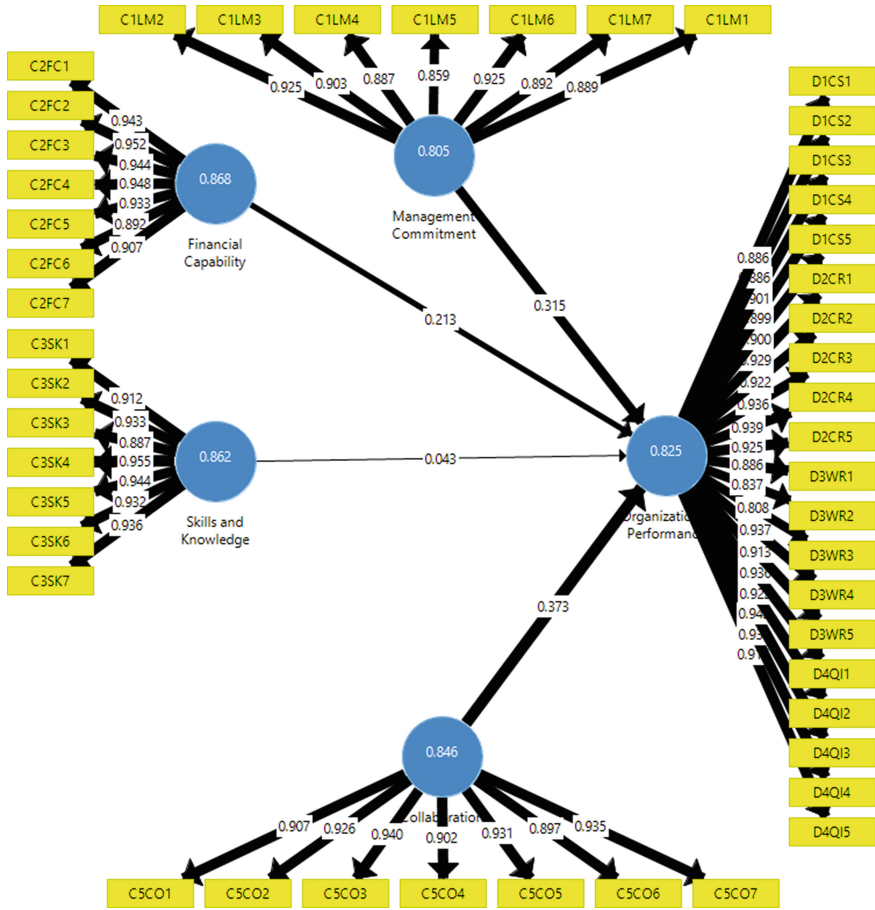 C1LM2
C1LM3
C1LM4
C1LM5
C1LM6
C1LM7
C1LM1
0.925
0.903
0.887
0.859
0.925
0.892
0.889
0.805
Management
Commitment
C2FC1
C2FC2
C2FC3
C2FC4
C2FC5
C2FC6
C2FC7
0.943
0.952
0.944
0.948
0.933
0.892
0.907
0.868
Financial
Capability
C3SK1
C3SK2
C3SK3
C3SK4
C3SK5
C3SK6
C3SK7
0.912
0.933
0.887
0.955
0.944
0.932
0.936
0.862
Skills and
Knowledge
0.213
0.315
0.043
0.373
0.825
Performanc
0.886
.886
.901
.899
.900
.929
0.922
0.936
0.939
0.925
0.886
0.837
0.808
0.937
0.913
0.936
D1CS1
D1CS2
D1CS3
D1CS4
D1CS5
D2CR1
D2CR2
D2CR3
D2CR4
D2CR5
D3WR1
D3WR2
D3WR3
D3WR4
D3WR5
D4QI1
D4QI2
D4QI3
D4QI4
D4QI5
0.846
Collaboration
0.907
0.926
0.940
0.902
0.931
0.897
0.935
C5CO1
C5CO2
C5CO3
C5CO4
C5CO5
C5CO6
C5CO7